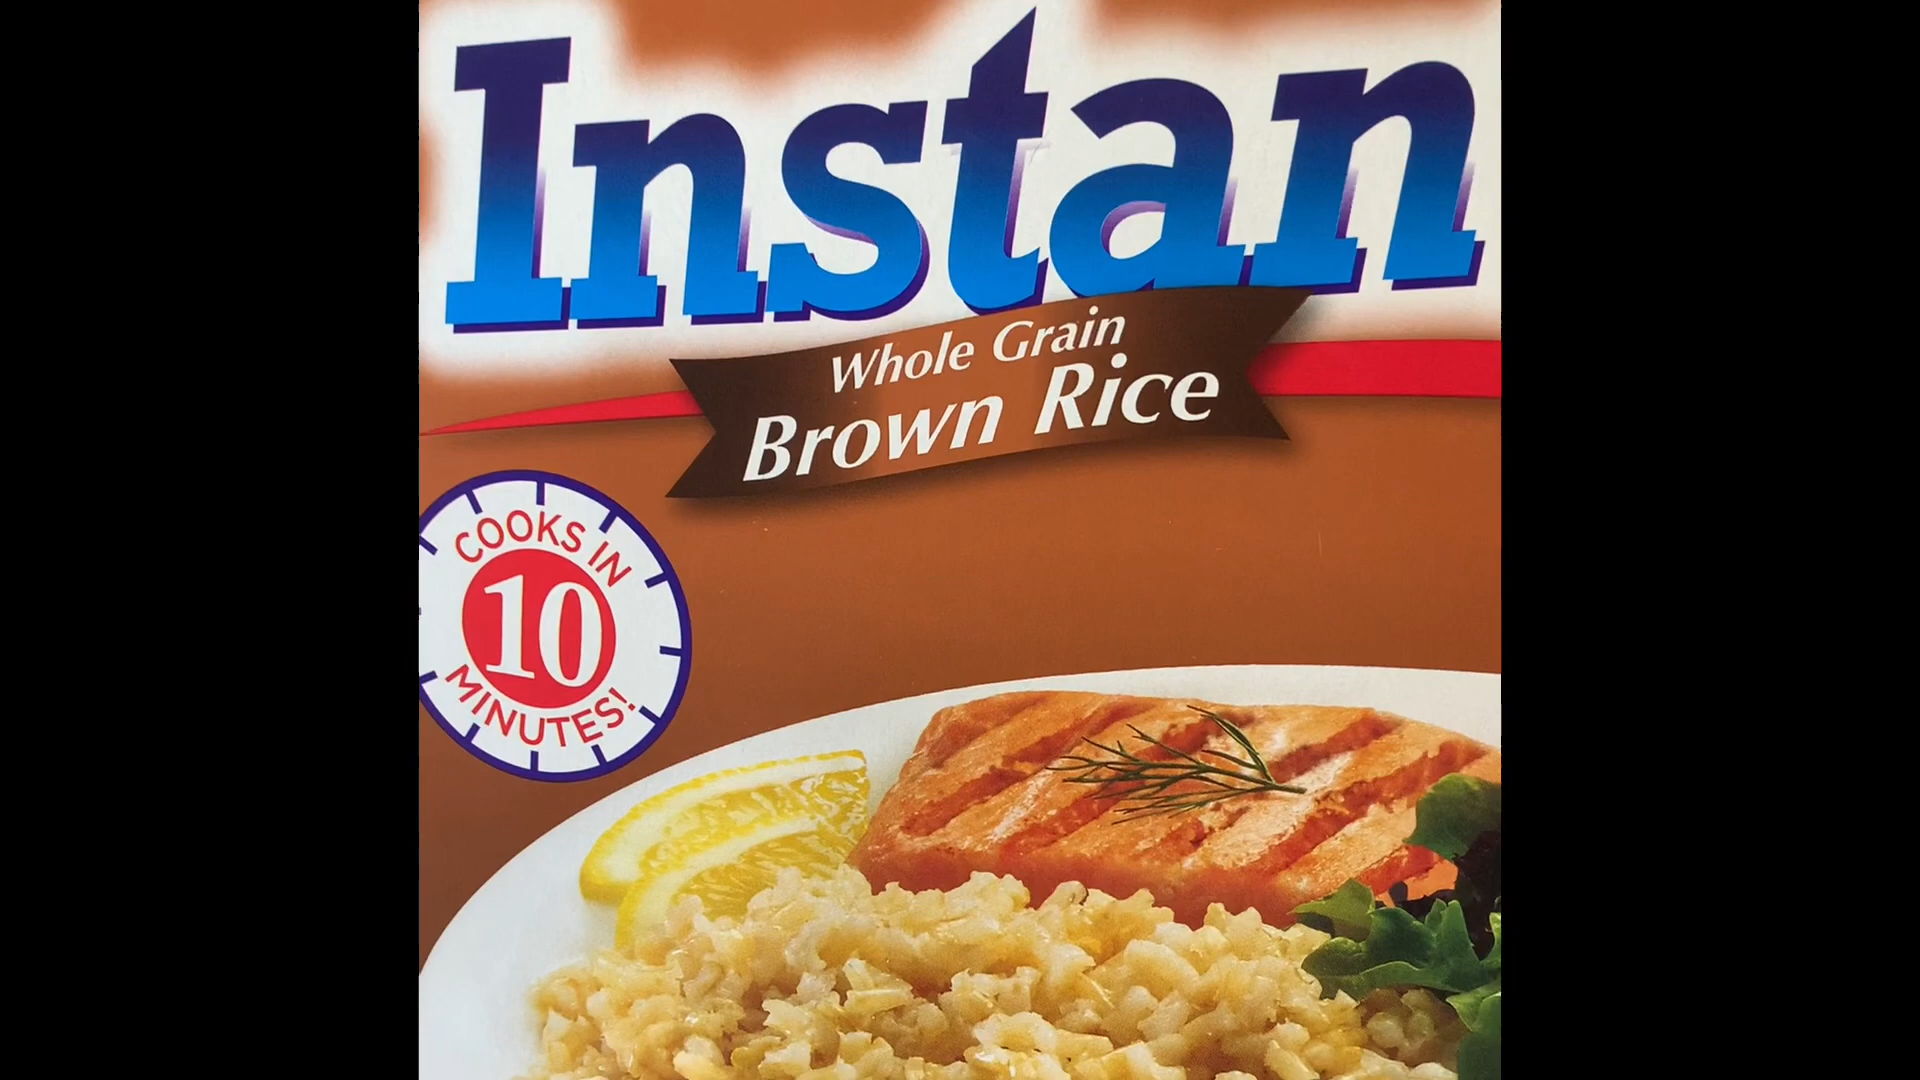 Instan
Whole Grain
Brown Rice
COOKS IN
10
MINUTES!